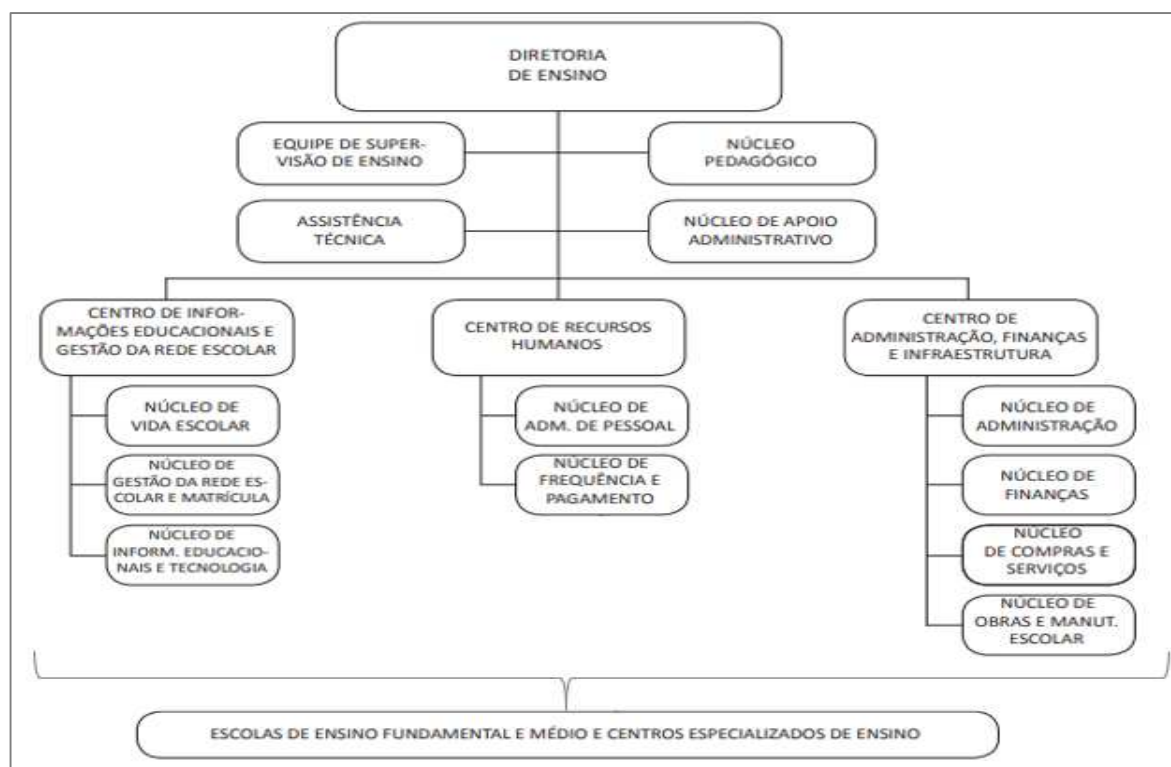 DIRETORIA
DE ENSINO
EQUIPE DE SUPER-
VISÃO DE ENSINO
NÚCLEO
PEDAGÓGICO
ASSISTÊNCIA
TÉCNICA
NÚCLEO DE APOIO
ADMINISTRATIVO
CENTRO DE INFOR-
MAÇÕES EDUCACIONAIS E
GESTÃO DA REDE ESCOLAR
CENTRO DE RECURSOS
HUMANOS
CENTRO DE
ADMINISTRAÇÃO, FINANÇAS
E INFRAESTRUTURA
NÚCLEO DE
VIDA ESCOLAR
NÚCLEO DE
GESTÃO DA REDE ES-
COLAR E MATRÍCULA
NÚCLEO DE
INFORM. EDUCACIO-
NAIS E TECNOLOGIA
NÚCLEO DE
ADM. DE PESSOAL
NÚCLEO DE
FREQUÊNCIA E
PAGAMENTO
NÚCLEO DE
ADMINISTRAÇÃO
NÚCLEO DE
FINANÇAS
NÚCLEO
DE COMPRAS E
SERVIÇOS
NÚCLEO DE
OBRAS E MANUT.
ESCOLAR
ESCOLAS DE ENSINO FUNDAMENTAL E MÉDIO E CENTROS ESPECIALIZADOS DE ENSINO